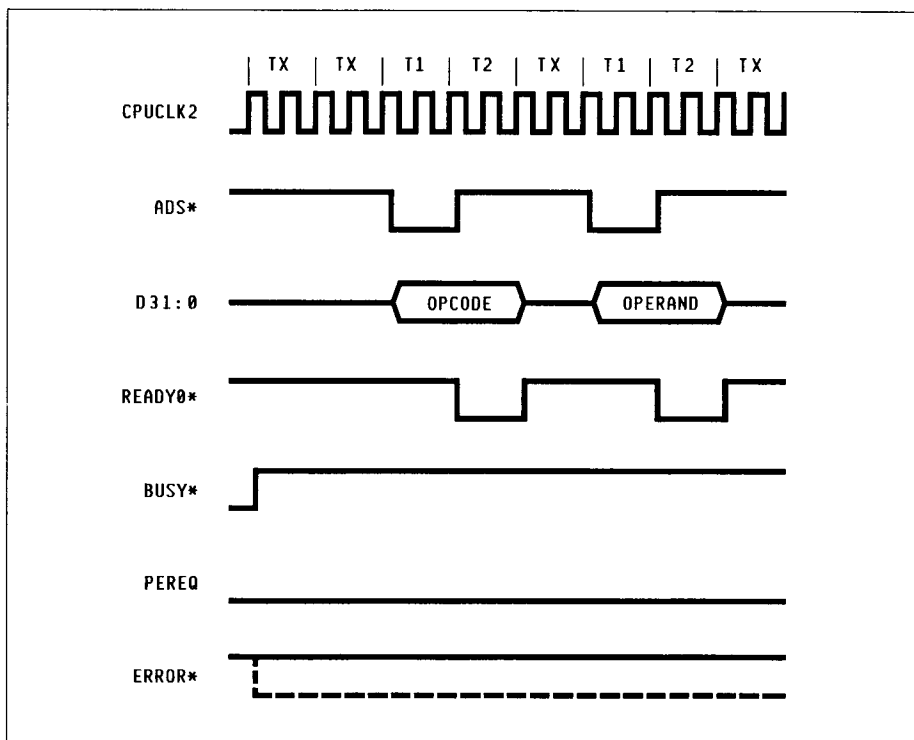 TX TX T1 T2 TX T1 T2 TX
CPUCLK2
ADS*
D31:0 OPCODE OPERAND
READY0*
BUSY*
PEREQ
ERROR*